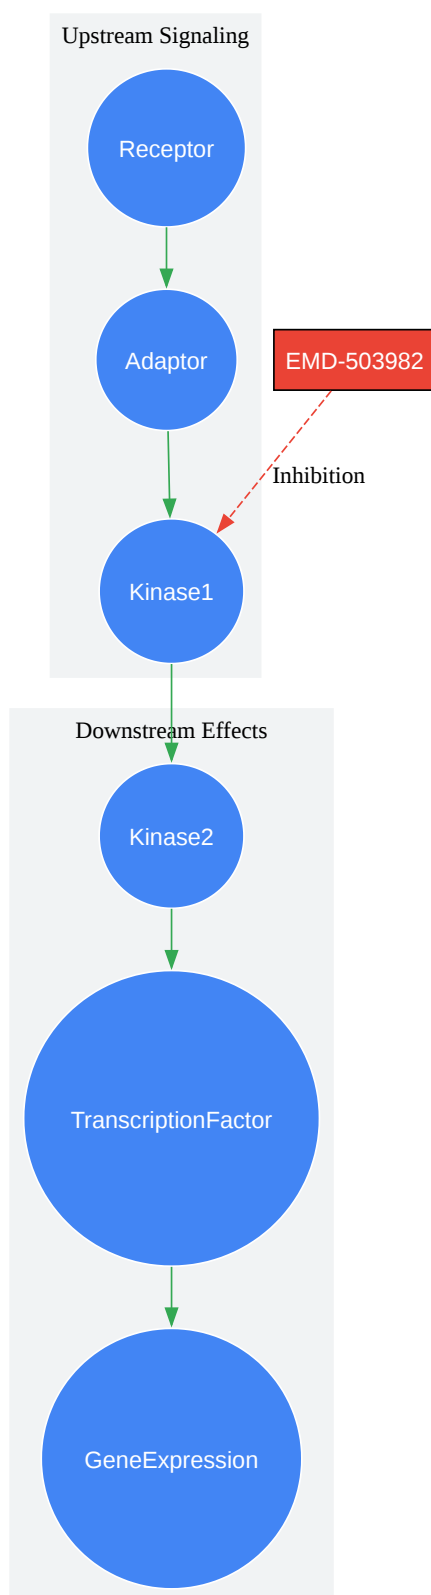 Upstream Signaling
Receptor
Adaptor
EMD-503982
Inhibition
Kinase1
Downstream Effects
Kinase2
TranscriptionFactor
GeneExpression